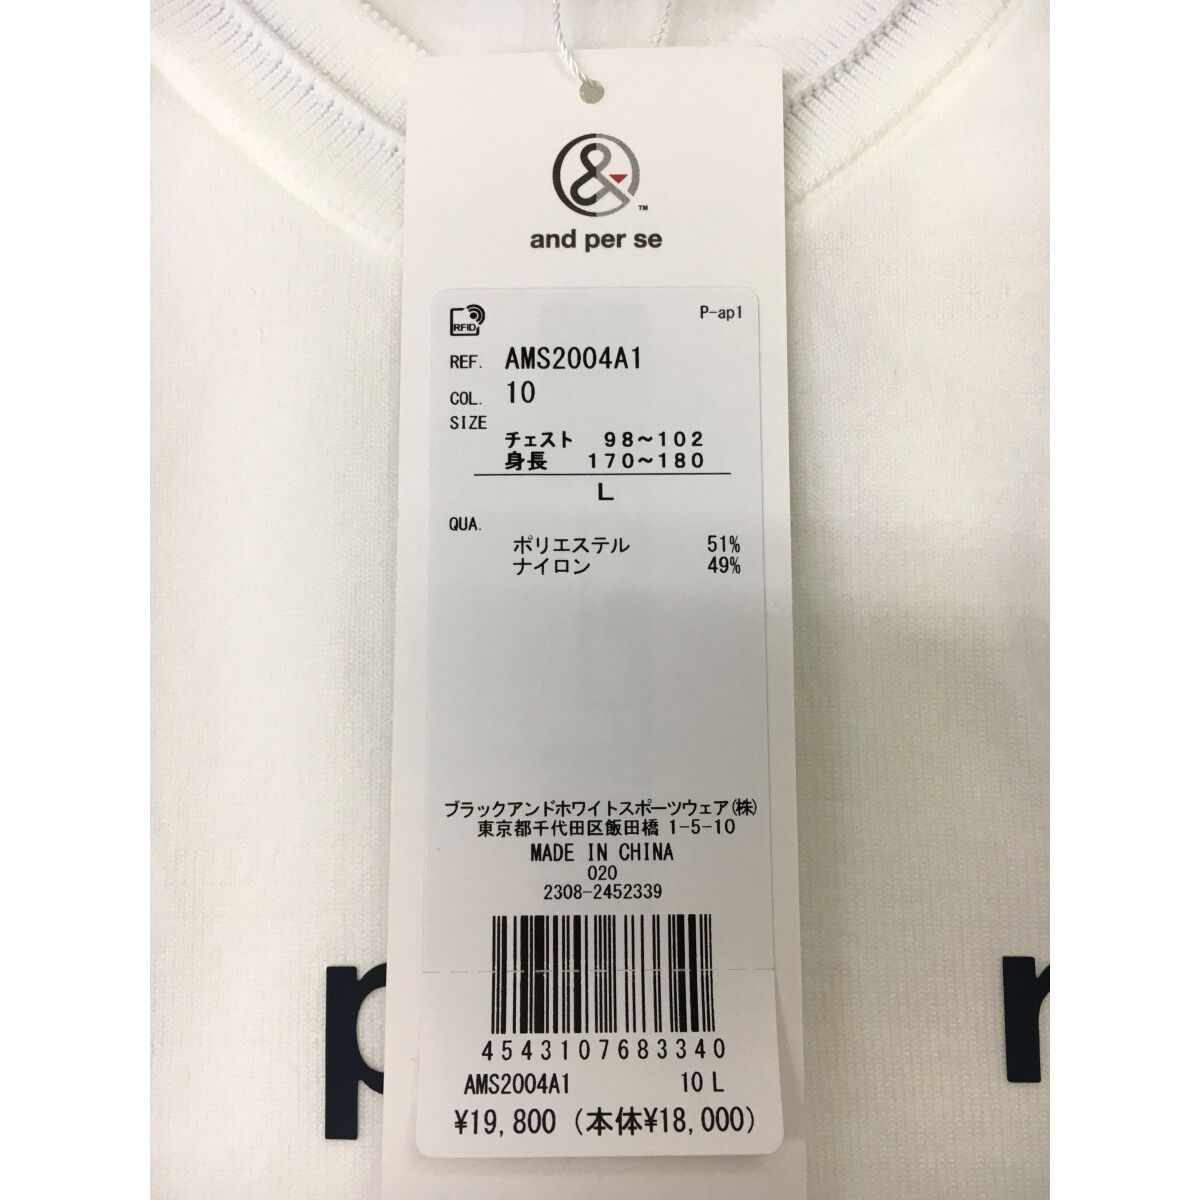 &
™
and per se
RFID
P-ap1
REF. AMS2004A1
COL. 10
SIZE
チェスト 98～102
身長 170～180
L
QUA.
ポリエステル 51%
ナイロン 49%
ブラックアンドホワイトスポーツウェア(株)
東京都千代田区飯田橋 1-5-10
MADE IN CHINA
020
2308-2452339
4543107683340
AMS2004A1 10 L
¥19,800 (本体¥18,000)
p